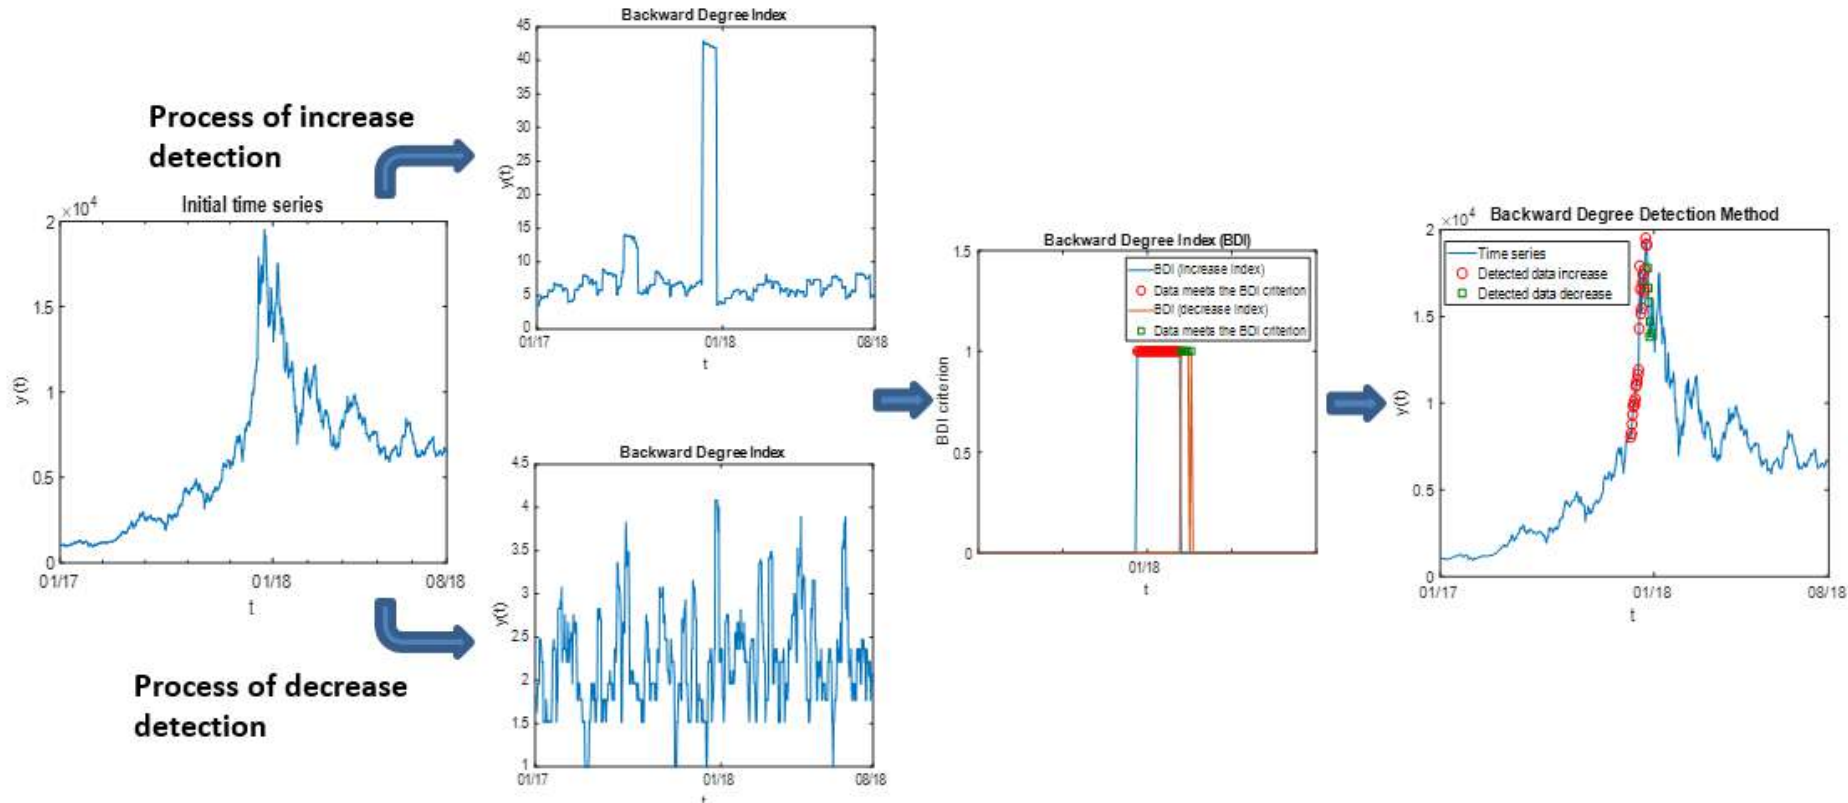 Process of increase
detection
Initial time series
×10⁴
2
1.5
1
0.5
0
y(t)
01/17
01/18
08/18
t
Process of decrease
detection
Backward Degree Index
45
40
35
30
25
20
15
10
5
0
y(t)
01/17
01/18
08/18
t
Backward Degree Index
4.5
4
3.5
3
2.5
2
1.5
1
y(t)
01/17
01/18
08/18
Backward Degree Index (BDI)
1.5
1
0.5
0
BDI criterion
BDI (increase index)
Data meets the BDI criterion
BDI (decrease index)
Data meets the BDI criterion
01/18
t
Backward Degree Detection Method
×10⁴
2
1.5
1
0.5
0
y(t)
Time series
Detected data increase
Detected data decrease
01/17
01/18
08/18
t